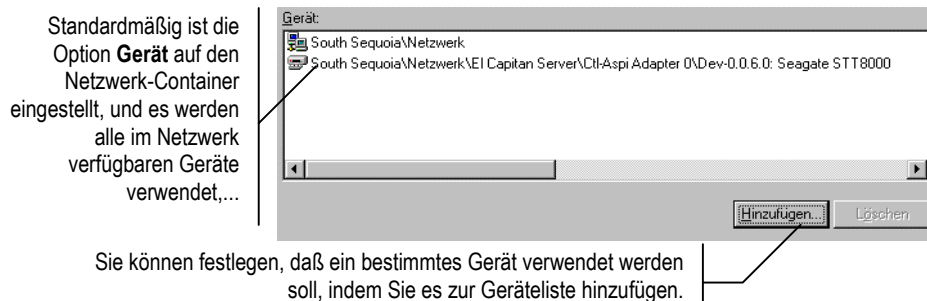 Standardmäßig ist die
Option Gerät auf den
Netzwerk-Container
eingestellt, und es werden
alle im Netzwerk
verfügbaren Geräte
verwendet,...
Gerät:
South Sequoia\Netzwerk
South Sequoia\Netzwerk\El Capitan Server\Ctl-Aspi Adapter 0\Dev-0.0.6.0: Seagate STT8000
Hinzufügen...
Löschen
Sie können festlegen, daß ein bestimmtes Gerät verwendet werden
soll, indem Sie es zur Geräteliste hinzufügen.